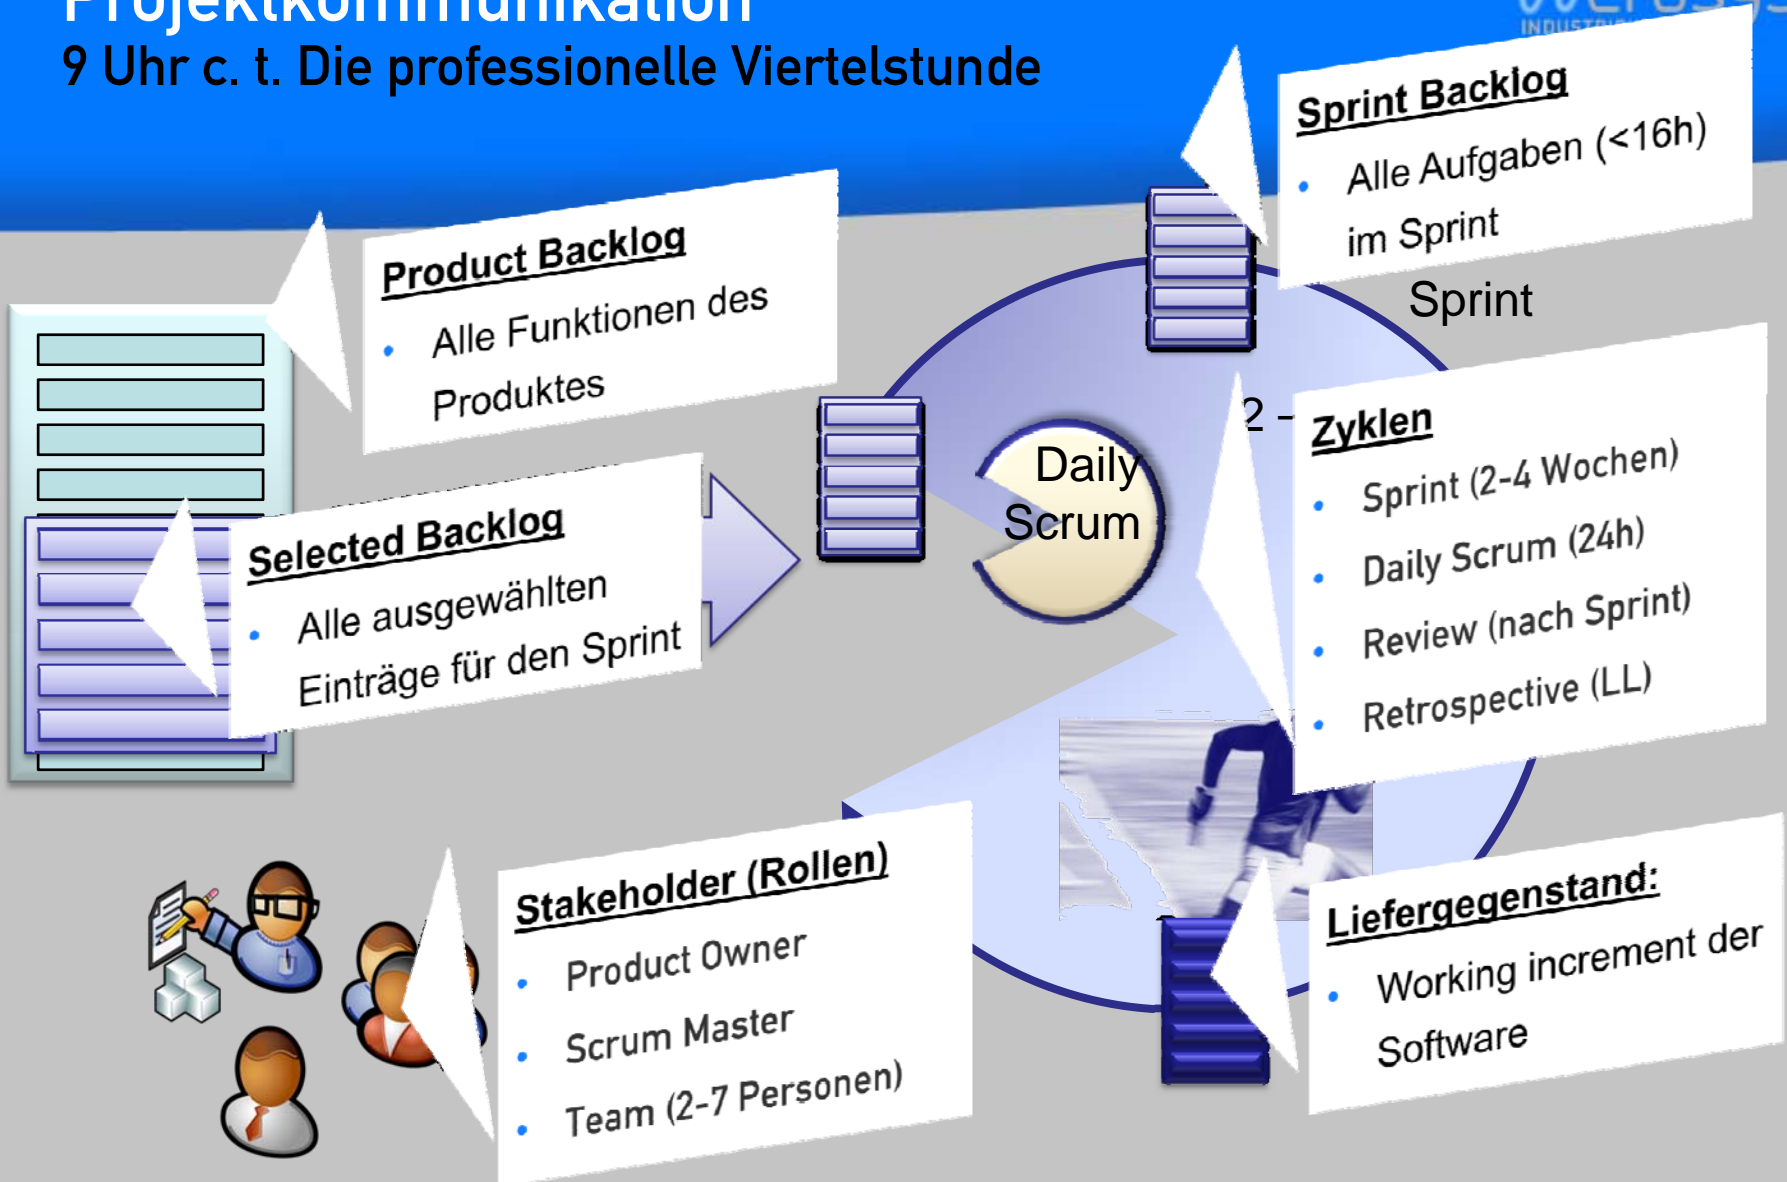 Projektkommunikation
9 Uhr c. t. Die professionelle Viertelstunde
INDUSTRIE
Sprint Backlog
• Alle Aufgaben (<16h)
im Sprint
Product Backlog
• Alle Funktionen des
Produktes
Sprint
2 –
Daily
Scrum
Zyklen
• Sprint (2-4 Wochen)
• Daily Scrum (24h)
• Review (nach Sprint)
• Retrospective (LL)
Selected Backlog
• Alle ausgewählten
Einträge für den Sprint
Stakeholder (Rollen)
• Product Owner
• Scrum Master
• Team (2-7 Personen)
Liefergegenstand:
• Working increment der
Software